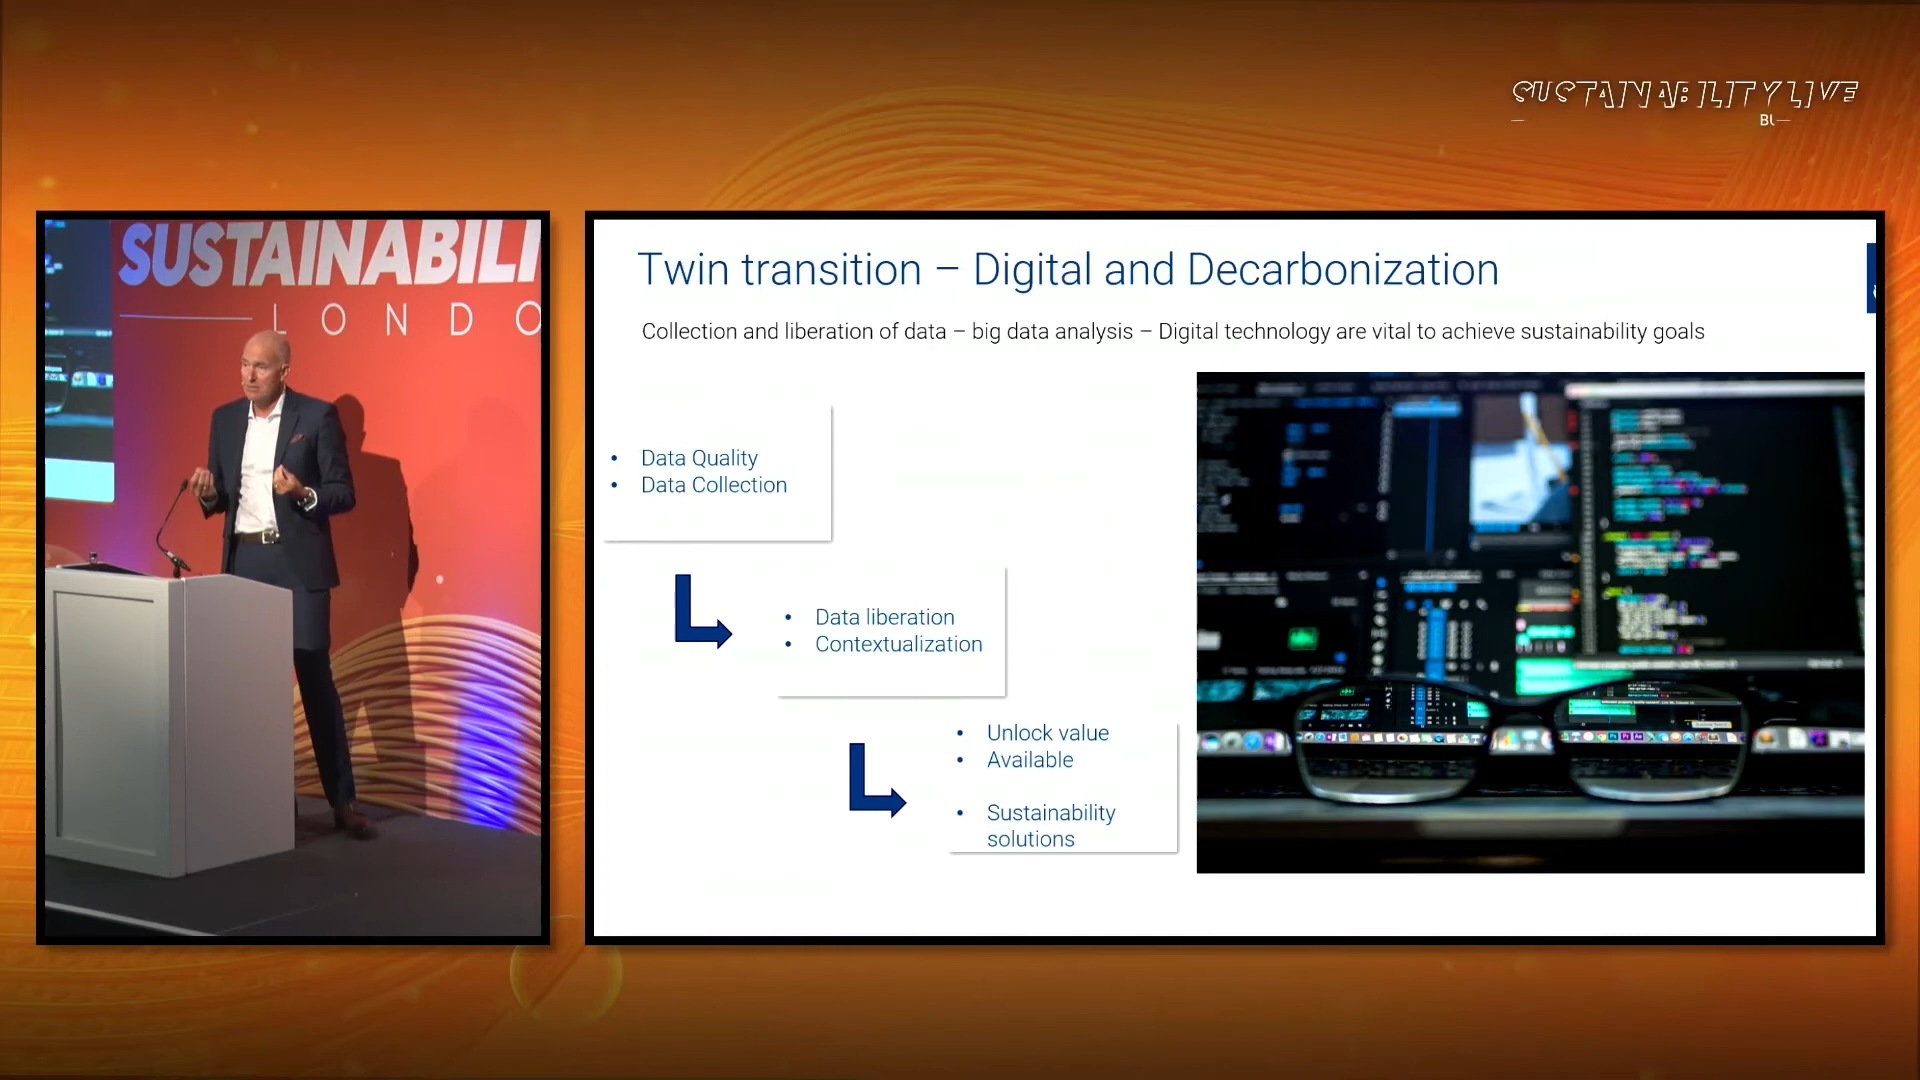 SUSTAINABILITY LIVE
SUSTAINABILI
LONDO
Twin transition – Digital and Decarbonization
Collection and liberation of data – big data analysis – Digital technology are vital to achieve sustainability goals
• Data Quality
• Data Collection
• Data liberation
• Contextualization
• Unlock value
• Available
• Sustainability
solutions